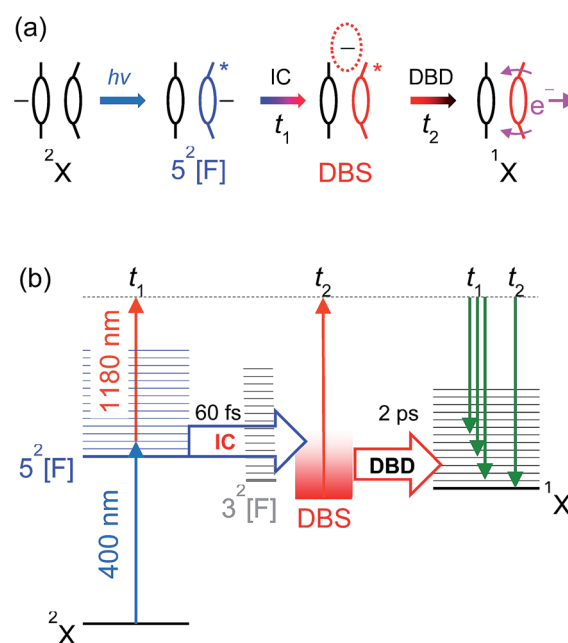 (a)
hν
*
IC
t₁
–
*
DBD
t₂
e⁻
²X
5²[F]
DBS
¹X
(b)
t₁
t₂
t₁ t₂
1180 nm
60 fs
2 ps
IC
DBD
5²[F]
3²[F]
DBS
¹X
400 nm
²X